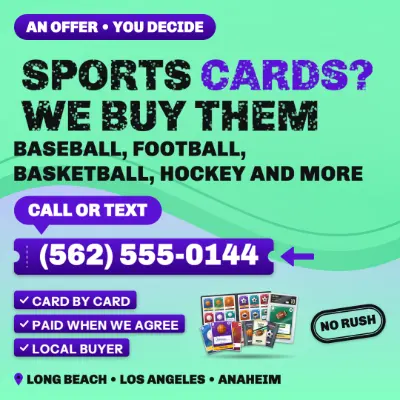 AN OFFER • YOU DECIDE
SPORTS CARDS?
WE BUY THEM
BASEBALL, FOOTBALL,
BASKETBALL, HOCKEY AND MORE
CALL OR TEXT
(562) 555-0144
CARD BY CARD
PAID WHEN WE AGREE
LOCAL BUYER
NO RUSH
LONG BEACH • LOS ANGELES • ANAHEIM